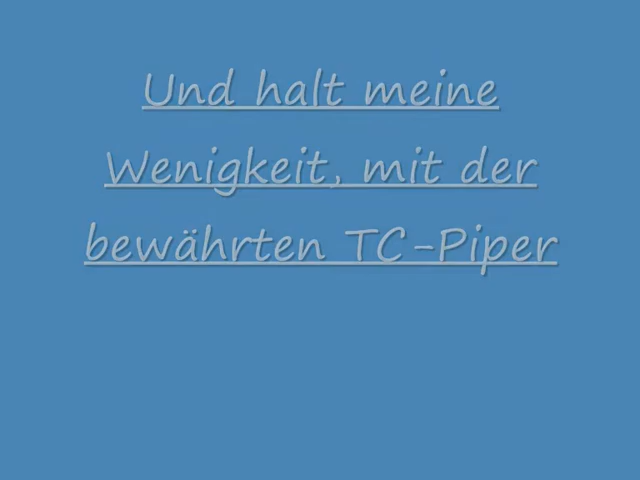 Und halt meine
Wenigkeit, mit der
bewährten TC-Piper